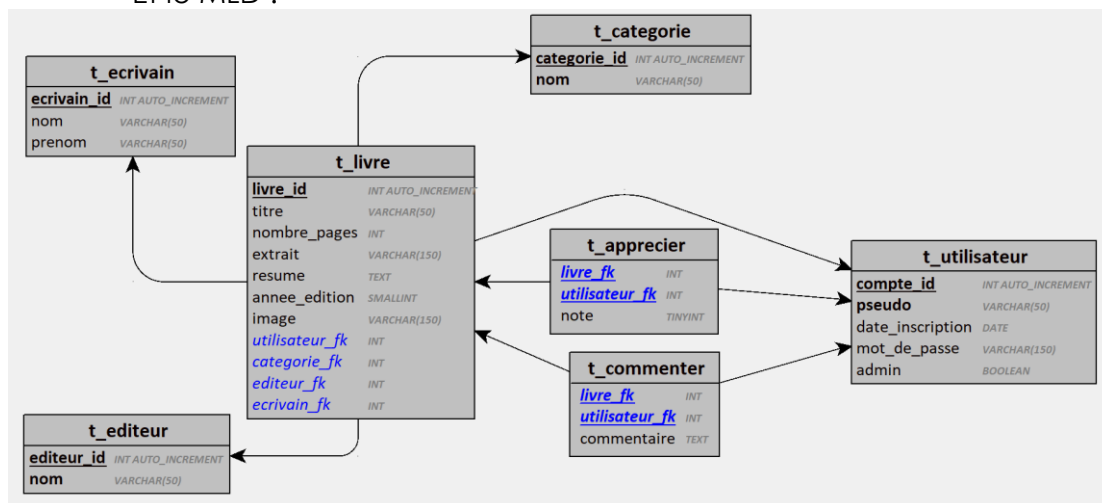 t_categorie
categorie_id INT AUTO_INCREMENT
nom VARCHAR(50)
t_ecrivain
ecrivain_id INT AUTO_INCREMENT
nom VARCHAR(50)
prenom VARCHAR(50)
t_livre
livre_id INT AUTO_INCREMENT
titre VARCHAR(50)
nombre_pages INT
extrait VARCHAR(150)
resume TEXT
annee_edition SMALLINT
image VARCHAR(150)
utilisateur_fk INT
categorie_fk INT
editeur_fk INT
ecrivain_fk INT
t_apprecier
livre_fk INT
utilisateur_fk INT
note TINYINT
t_utilisateur
compte_id INT AUTO_INCREMENT
pseudo VARCHAR(50)
date_inscription DATE
mot_de_passe VARCHAR(150)
admin BOOLEAN
t_commenter
livre_fk INT
utilisateur_fk INT
commentaire TEXT
t_editeur
editeur_id INT AUTO_INCREMENT
nom VARCHAR(50)